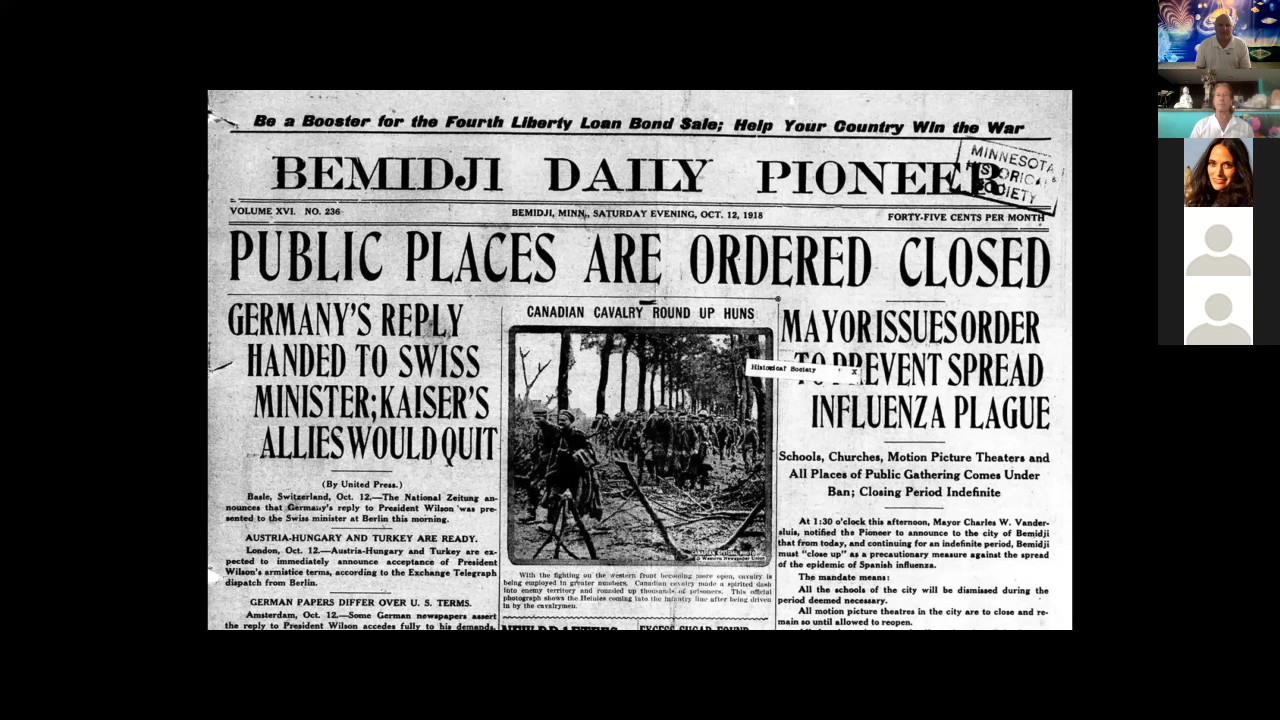 Be a Booster for the Fourth Liberty Loan Bond Sale; Help Your Country Win the War
BEMIDJI DAILY PIONEER
MINNESOTA
HISTORICAL
SOCIETY
VOLUME XVI. NO. 236
BEMIDJI, MINN., SATURDAY EVENING, OCT. 12, 1918
FORTY-FIVE CENTS PER MONTH
PUBLIC PLACES ARE ORDERED CLOSED
GERMANY'S REPLY
HANDED TO SWISS
MINISTER; KAISER'S
ALLIES WOULD QUIT
(By United Press.)
Basle, Switzerland, Oct. 12.—The National Zeitung an-
nounces that Germany's reply to President Wilson was pre-
sented to the Swiss minister at Berlin this morning.
AUSTRIA-HUNGARY AND TURKEY ARE READY.
London, Oct. 12.—Austria-Hungary and Turkey are ex-
pected to immediately announce acceptance of President
Wilson's armistice terms, according to the Exchange Telegraph
dispatch from Berlin.
GERMAN PAPERS DIFFER OVER U. S. TERMS.
Amsterdam, Oct. 12.—Some German newspapers assert
the reply to President Wilson accedes fully to his demands,
CANADIAN CAVALRY ROUND UP HUNS
CANADIAN OFFICIAL PHOTO
© Western Newspaper Union
With the fighting on the western front becoming more open, cavalry is
being employed in greater numbers. Canadian cavalry made a spirited dash
into enemy territory and rounded up thousands of prisoners. This official
photograph shows the Heinies coming into the infantry line after being driven
in by the cavalrymen.
EXCESS SUGAR FOUND
MAYOR ISSUES ORDER
TO PREVENT SPREAD
Historical Society X
INFLUENZA PLAGUE
Schools, Churches, Motion Picture Theaters and
All Places of Public Gathering Comes Under
Ban; Closing Period Indefinite
At 1:30 o'clock this afternoon, Mayor Charles W. Vander-
sluis, notified the Pioneer to announce to the city of Bemidji
that from today, and continuing for an indefinite period, Bemidji
must "close up" as a precautionary measure against the spread
of the epidemic of Spanish influenza.
The mandate means:
All the schools of the city will be dismissed during the
period deemed necessary.
All motion picture theatres in the city are to close and re-
main so until allowed to reopen.